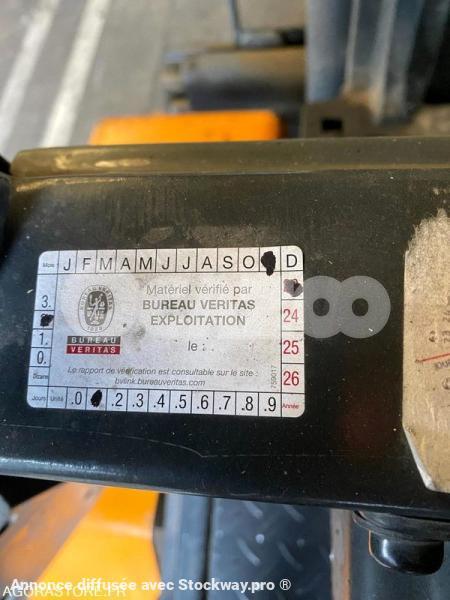 Mois J F M A M J J A S O D
3.
1.
0.
Matériel vérifié par
BUREAU VERITAS
EXPLOITATION
le :
BUREAU
VERITAS
24
25
26
Le rapport de vérification est consultable sur le site :
bvlink.bureauveritas.com
759017
Dizaine
Jours Unité .0 .2 .3 .4 .5 .6 .7 .8 .9 Année
Annonce diffusée avec Stockway.pro ®
AGORASTORE.FR